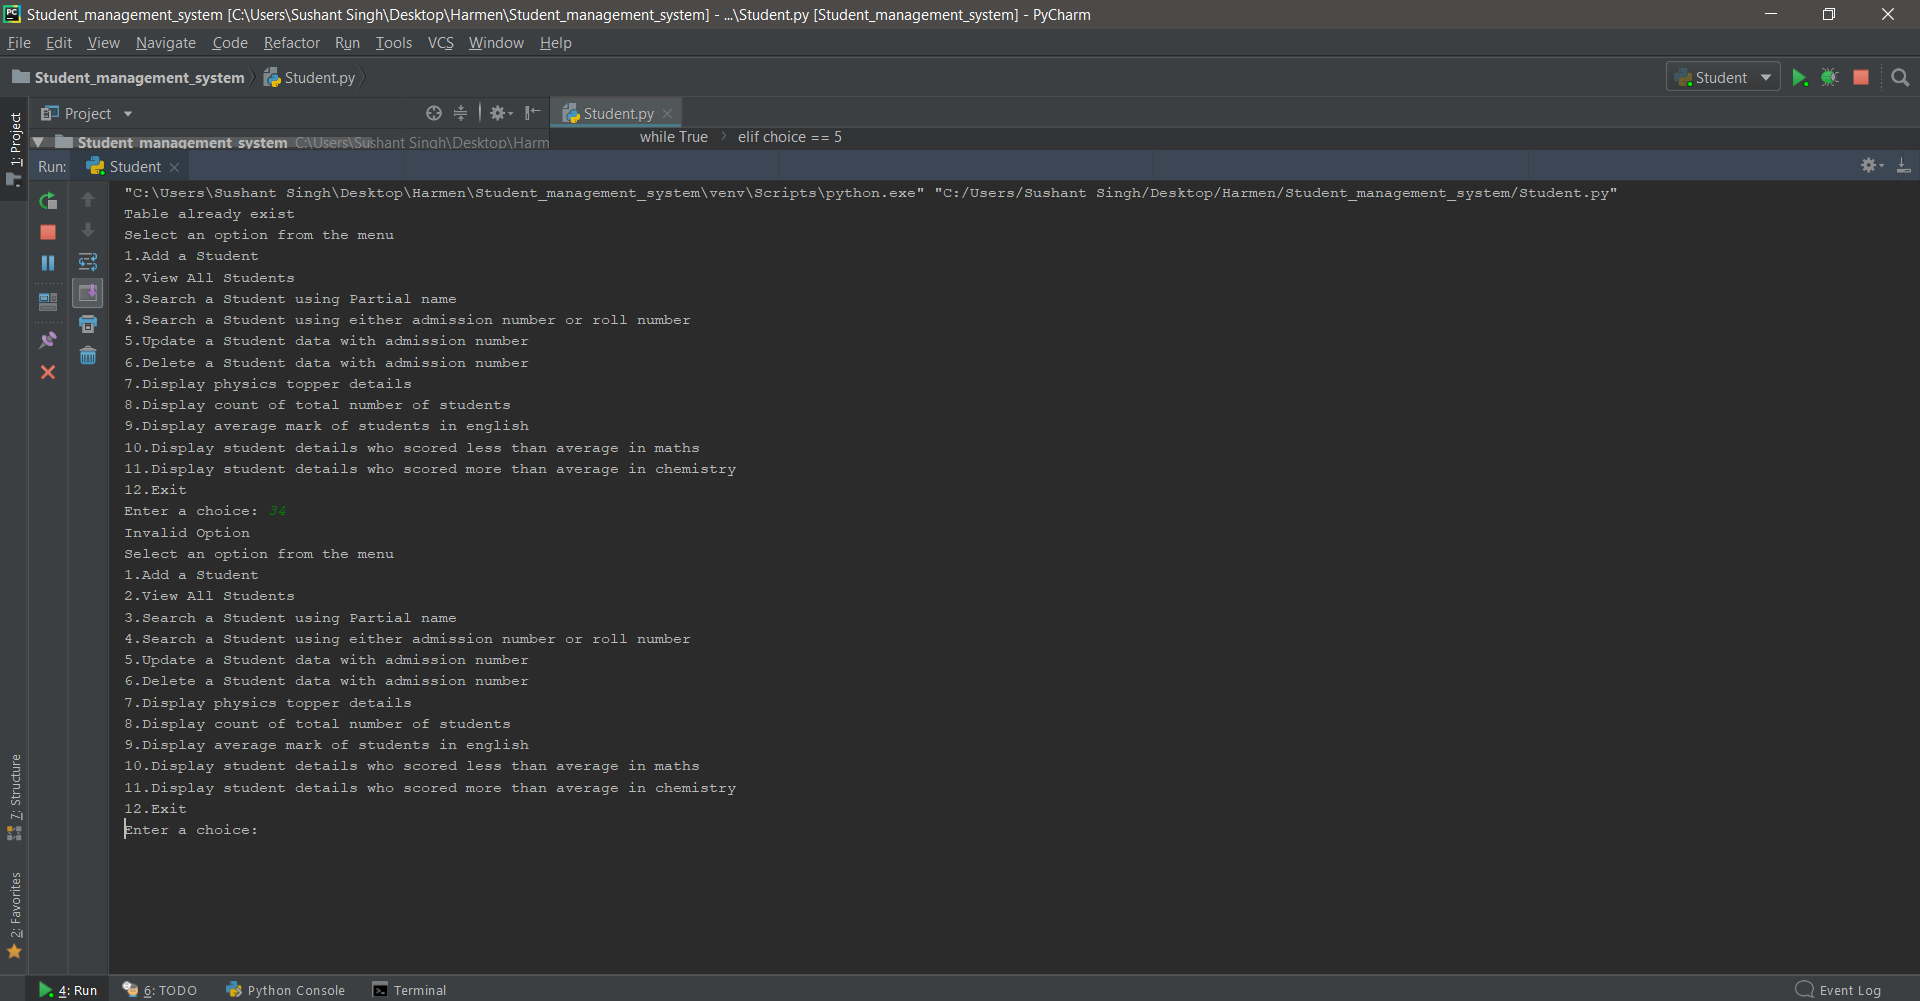 Student_management_system [C:\Users\Sushant Singh\Desktop\Harmen\Student_management_system] - ...\Student.py [Student_management_system] - PyCharm
File Edit View Navigate Code Refactor Run Tools VCS Window Help
Student_management_system Student.py Student
1: Project
Project Student.py
Student_management_system C:\Users\Sushant Singh\Desktop\Harm while True elif choice == 5
Run: Student
"C:\Users\Sushant Singh\Desktop\Harmen\Student_management_system\venv\Scripts\python.exe" "C:/Users/Sushant Singh/Desktop/Harmen/Student_management_system/Student.py"
Table already exist
Select an option from the menu
1.Add a Student
2.View All Students
3.Search a Student using Partial name
4.Search a Student using either admission number or roll number
5.Update a Student data with admission number
6.Delete a Student data with admission number
7.Display physics topper details
8.Display count of total number of students
9.Display average mark of students in english
10.Display student details who scored less than average in maths
11.Display student details who scored more than average in chemistry
12.Exit
Enter a choice: 34
Invalid Option
Select an option from the menu
1.Add a Student
2.View All Students
3.Search a Student using Partial name
4.Search a Student using either admission number or roll number
5.Update a Student data with admission number
6.Delete a Student data with admission number
7.Display physics topper details
8.Display count of total number of students
9.Display average mark of students in english
10.Display student details who scored less than average in maths
11.Display student details who scored more than average in chemistry
12.Exit
Enter a choice:
7: Structure
2: Favorites
4: Run 6: TODO Python Console Terminal Event Log